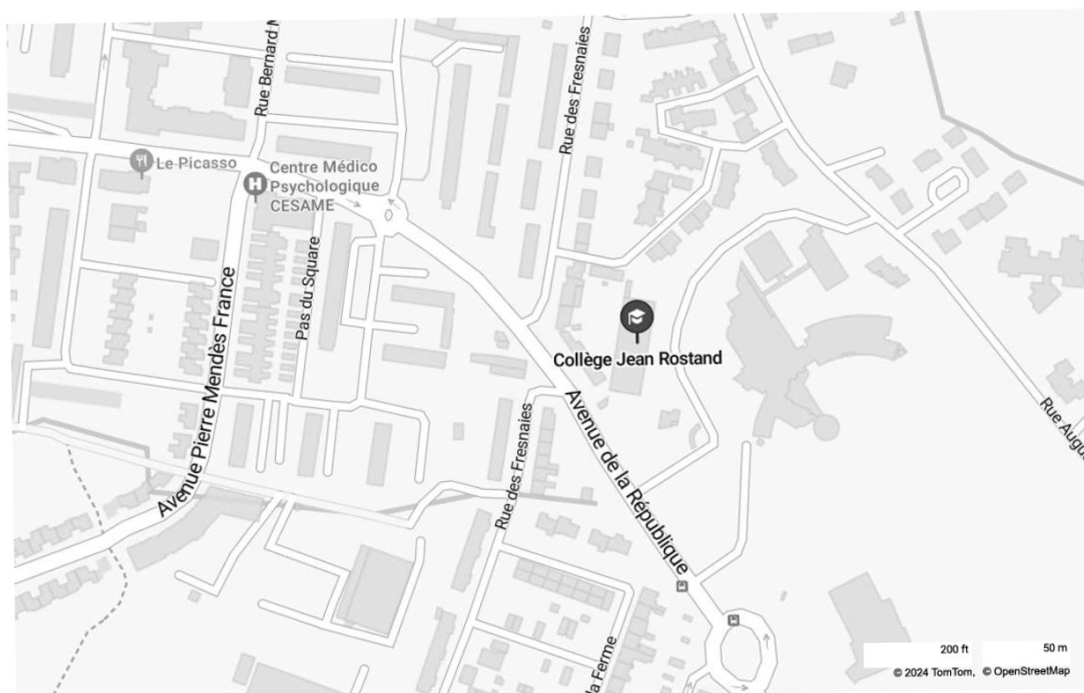 Rue Bernard M
Rue des Fresnaies
Le Picasso
Centre Médico
Psychologique
CESAME
Pas du Square
Avenue Pierre Mendès France
Collège Jean Rostand
Avenue de la République
Rue des Fresnaies
Rue Augu
la Ferme
200 ft
50 m
© 2024 TomTom, © OpenStreetMap